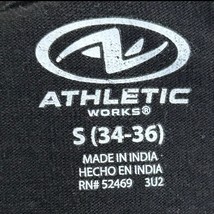 ATHLETIC
WORKS®
S (34-36)
MADE IN INDIA
HECHO EN INDIA
RN# 52469 3U2